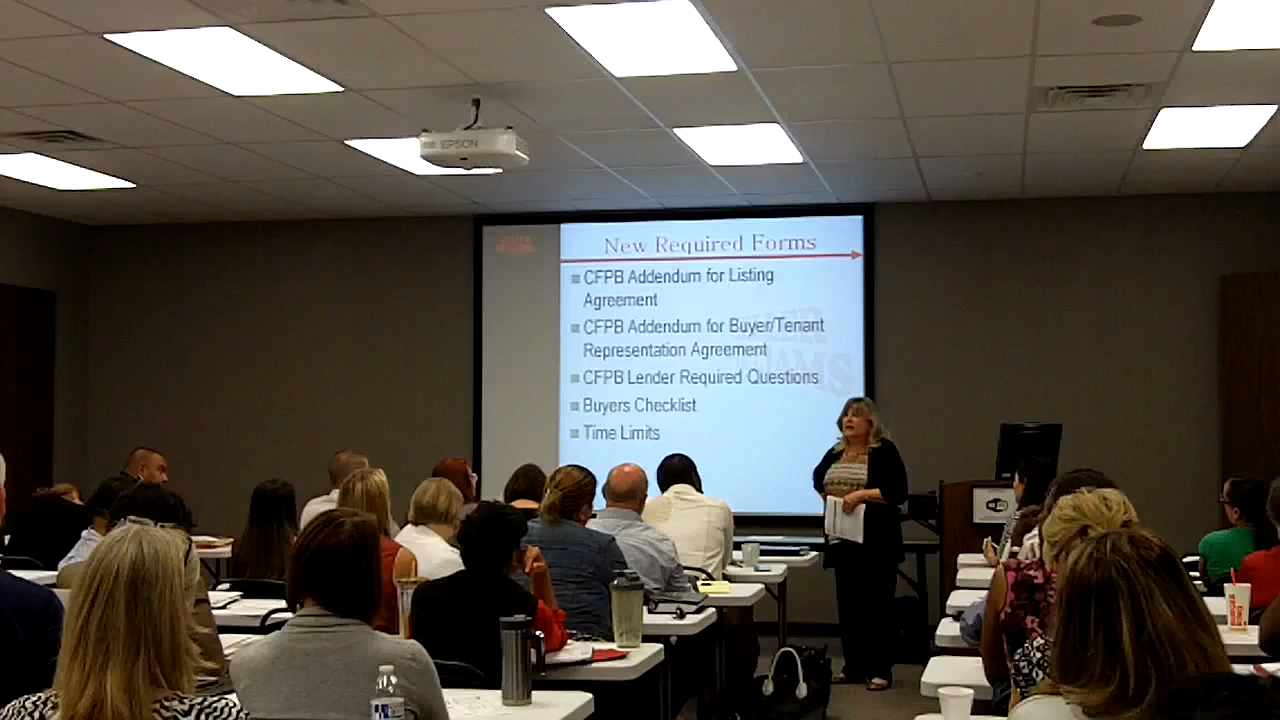 EPSON
New Required Forms
CFPB Addendum for Listing
Agreement
CFPB Addendum for Buyer/Tenant
Representation Agreement
CFPB Lender Required Questions
Buyers Checklist
Time Limits